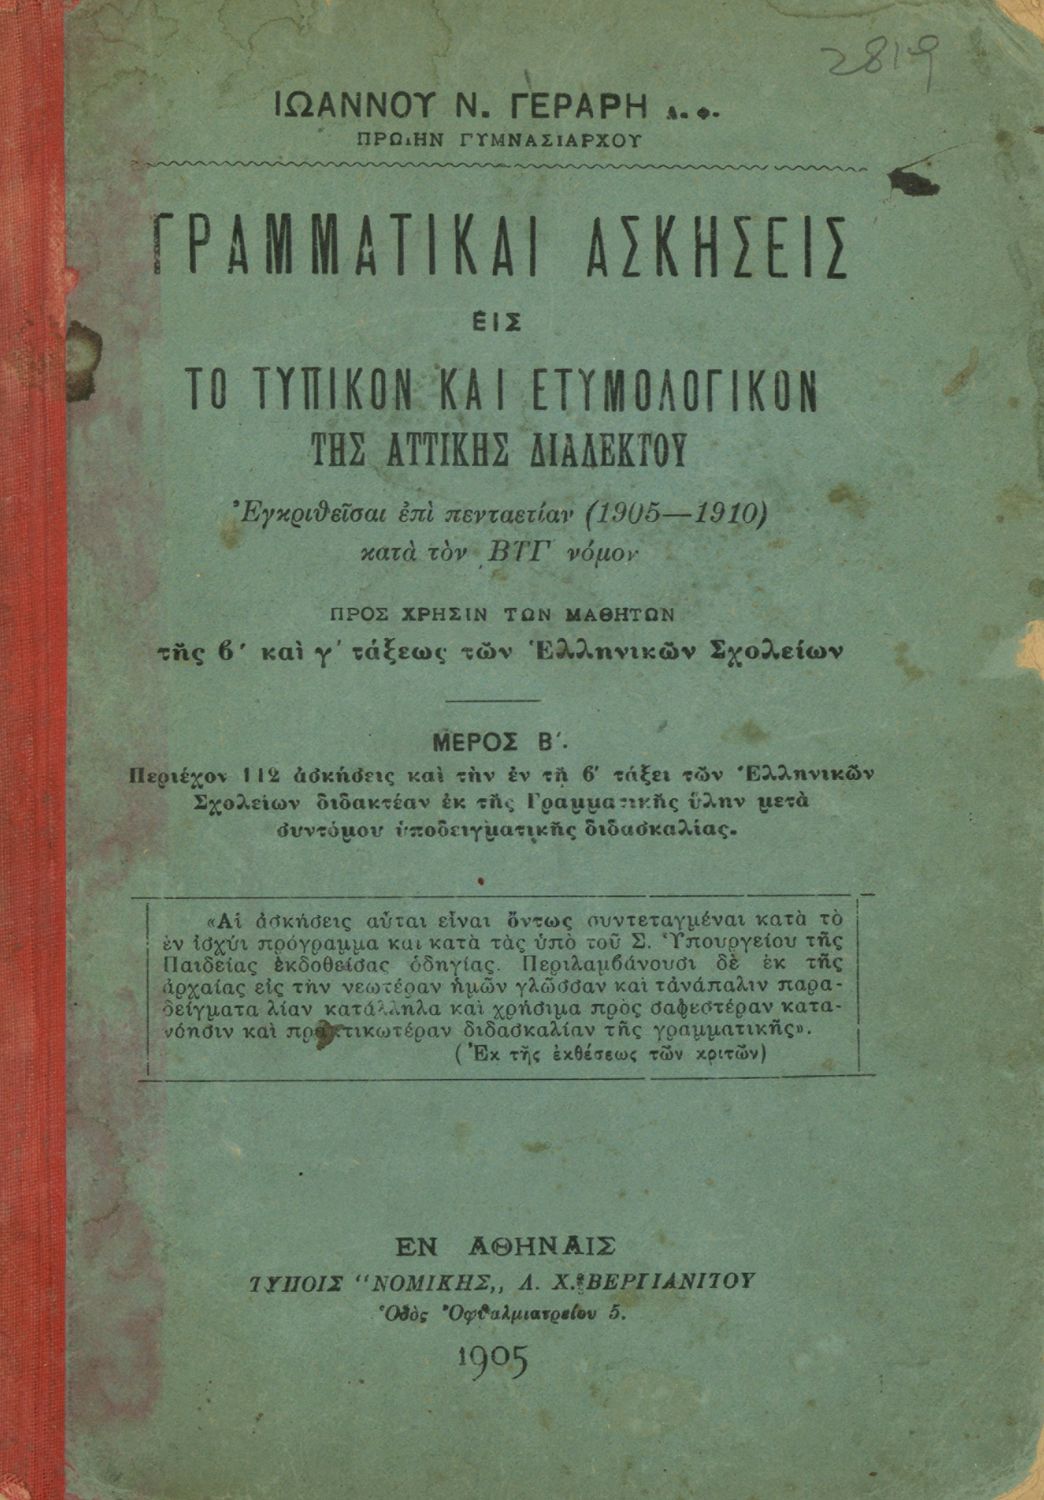 2819
ΙΩΑΝΝΟΥ Ν. ΓΕΡΑΡΗ Δ. Φ.
ΠΡΩΗΝ ΓΥΜΝΑΣΙΑΡΧΟΥ
ΓΡΑΜΜΑΤΙΚΑΙ ΑΣΚΗΣΕΙΣ
ΕΙΣ
ΤΟ ΤΥΠΙΚΟΝ ΚΑΙ ΕΤΥΜΟΛΟΓΙΚΟΝ
ΤΗΣ ΑΤΤΙΚΗΣ ΔΙΑΛΕΚΤΟΥ
Ἐγκριθεῖσαι ἐπὶ πενταετίαν (1905—1910)
κατὰ τὸν ΒΤΓ΄ νόμον
ΠΡΟΣ ΧΡΗΣΙΝ ΤΩΝ ΜΑΘΗΤΩΝ
τῆς β΄ καὶ γ΄ τάξεως τῶν Ἑλληνικῶν Σχολείων
ΜΕΡΟΣ Β΄.
Περιέχον 112 ἀσκήσεις καὶ τὴν ἐν τῇ β΄ τάξει τῶν Ἑλληνικῶν
Σχολείων διδακτέαν ἐκ τῆς Γραμματικῆς ὕλην μετὰ
συντόμου ὑποδειγματικῆς διδασκαλίας.
«Αἱ ἀσκήσεις αὗται εἶναι ὄντως συντεταγμέναι κατὰ τὸ
ἐν ἰσχύι πρόγραμμα καὶ κατὰ τὰς ὑπὸ τοῦ Σ. Ὑπουργείου τῆς
Παιδείας ἐκδοθείσας ὁδηγίας. Περιλαμβάνουσι δὲ ἐκ τῆς
ἀρχαίας εἰς τὴν νεωτέραν ἡμῶν γλῶσσαν καὶ τἀνάπαλιν παρα-
δείγματα λίαν κατάλληλα καὶ χρήσιμα πρὸς σαφεστέραν κατα-
νόησιν καὶ πρακτικωτέραν διδασκαλίαν τῆς γραμματικῆς».
(Ἐκ τῆς ἐκθέσεως τῶν κριτῶν)
ΕΝ ΑΘΗΝΑΙΣ
ΤΥΠΟΙΣ "ΝΟΜΙΚΗΣ,, Α. Χ. ΒΕΡΓΙΑΝΙΤΟΥ
Ὁδὸς Ὀφθαλμιατρείου 5.
1905